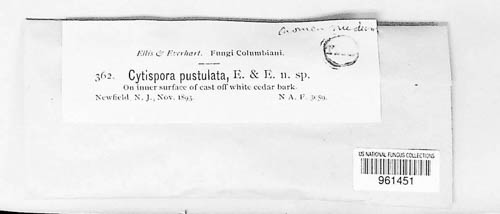 Ellis & Everhart. Fungi Columbiani.
362. Cytispora pustulata, E. & E. n. sp.
On inner surface of cast off white cedar bark.
Newfield N. J., Nov. 1893. N A. F. 3159.
US NATIONAL FUNGUS COLLECTIONS
961451